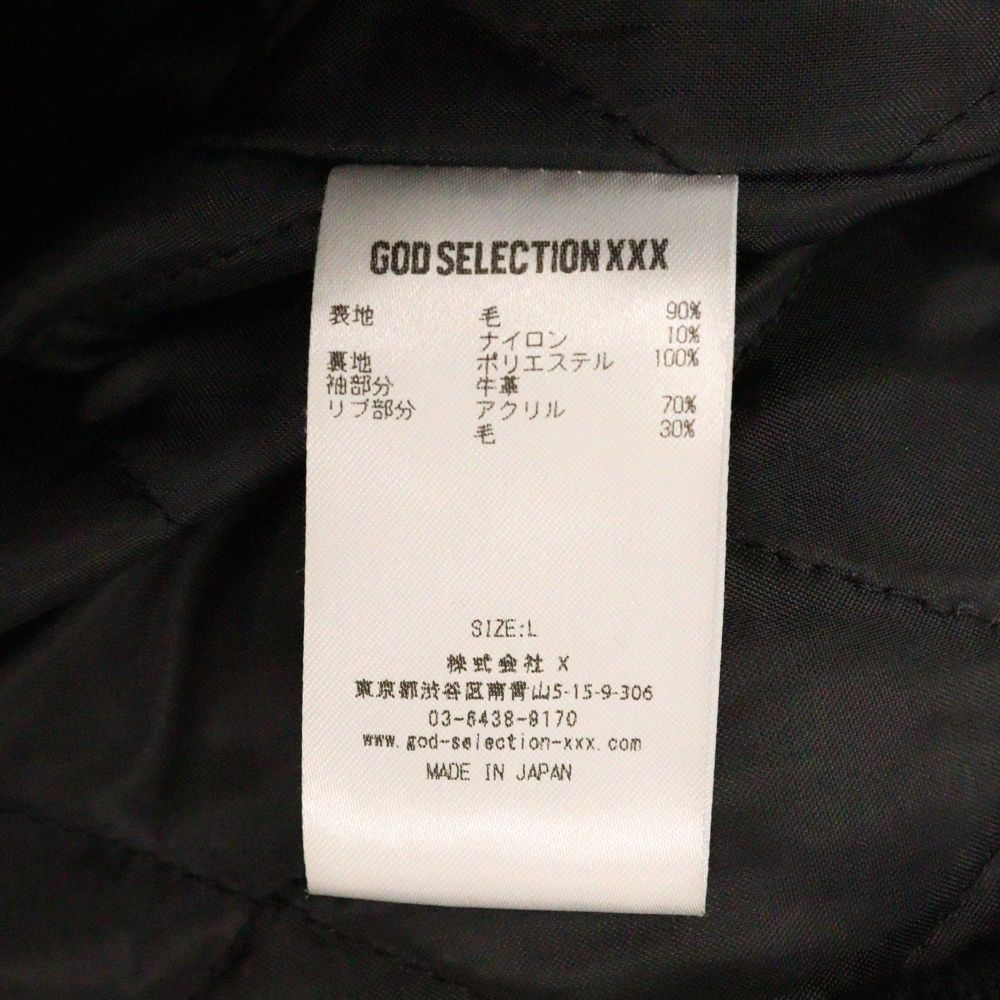 GOD SELECTION XXX
表地 毛 90%
ナイロン 10%
裏地 ポリエステル 100%
袖部分 牛革
リブ部分 アクリル 70%
毛 30%
SIZE:L
株式会社 X
東京都渋谷区南青山5-15-9-306
03-6438-9170
www.god-selection-xxx.com
MADE IN JAPAN